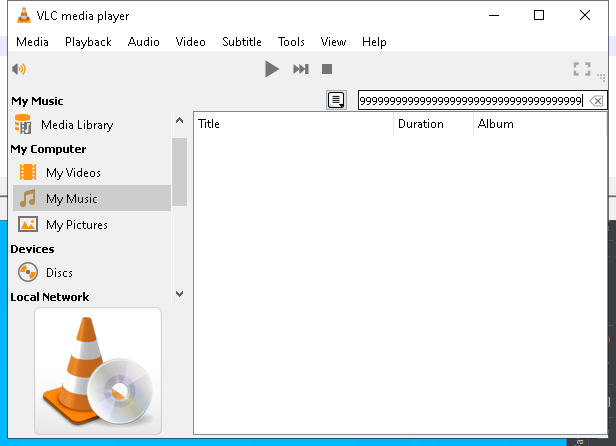 VLC media player
Media Playback Audio Video Subtitle Tools View Help
My Music
Media Library
My Computer
My Videos
My Music
My Pictures
Devices
Discs
Local Network
9999999999999999999999999999999999999
Title Duration Album